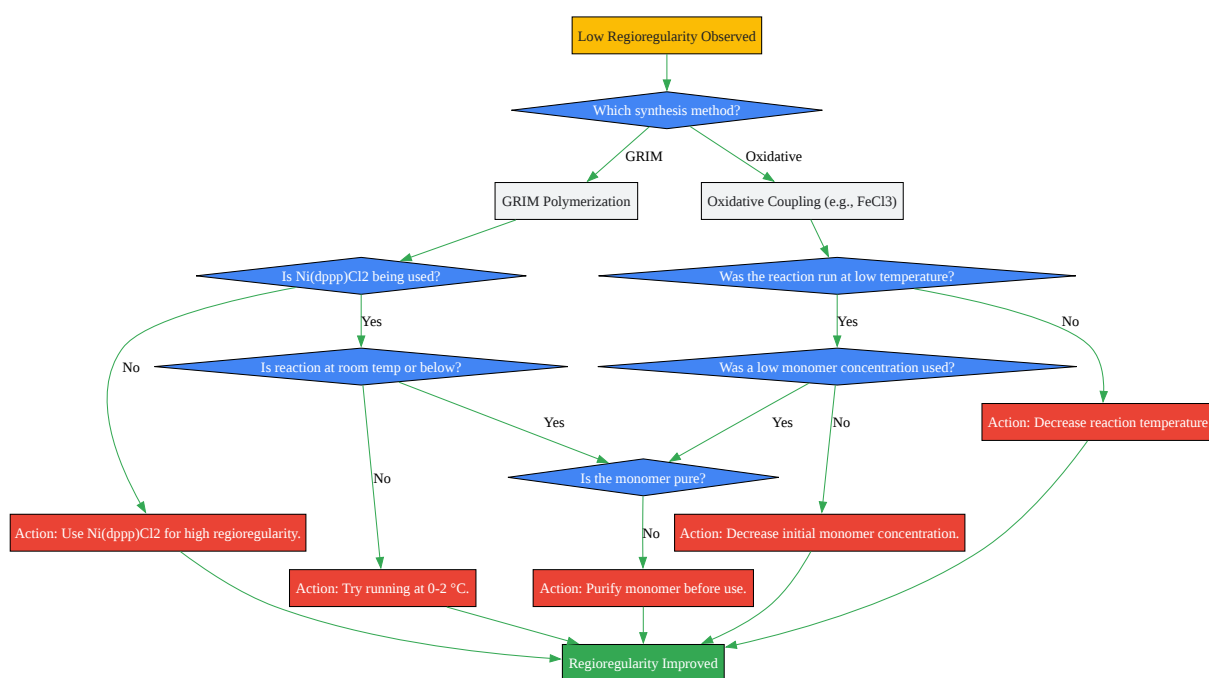 Low Regioregularity Observed
Which synthesis method?
GRIM
Oxidative
GRIM Polymerization
Oxidative Coupling (e.g., FeCl3)
Is Ni(dppp)Cl2 being used?
Was the reaction run at low temperature?
Yes
Yes
No
No
Is reaction at room temp or below?
Was a low monomer concentration used?
Yes
Yes
No
Action: Decrease reaction temperature
No
Is the monomer pure?
Action: Use Ni(dppp)Cl2 for high regioregularity.
No
Action: Decrease initial monomer concentration.
Action: Try running at 0-2 °C.
Action: Purify monomer before use.
Regioregularity Improved